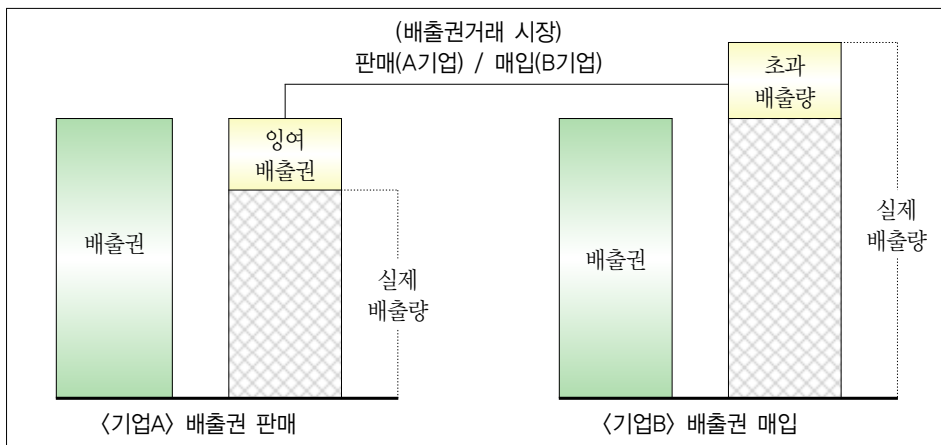 (배출권거래 시장)
판매(A기업) / 매입(B기업)
초과
배출량
잉여
배출권
배출권
실제
배출량
배출권
실제
배출량
〈기업A〉 배출권 판매
〈기업B〉 배출권 매입